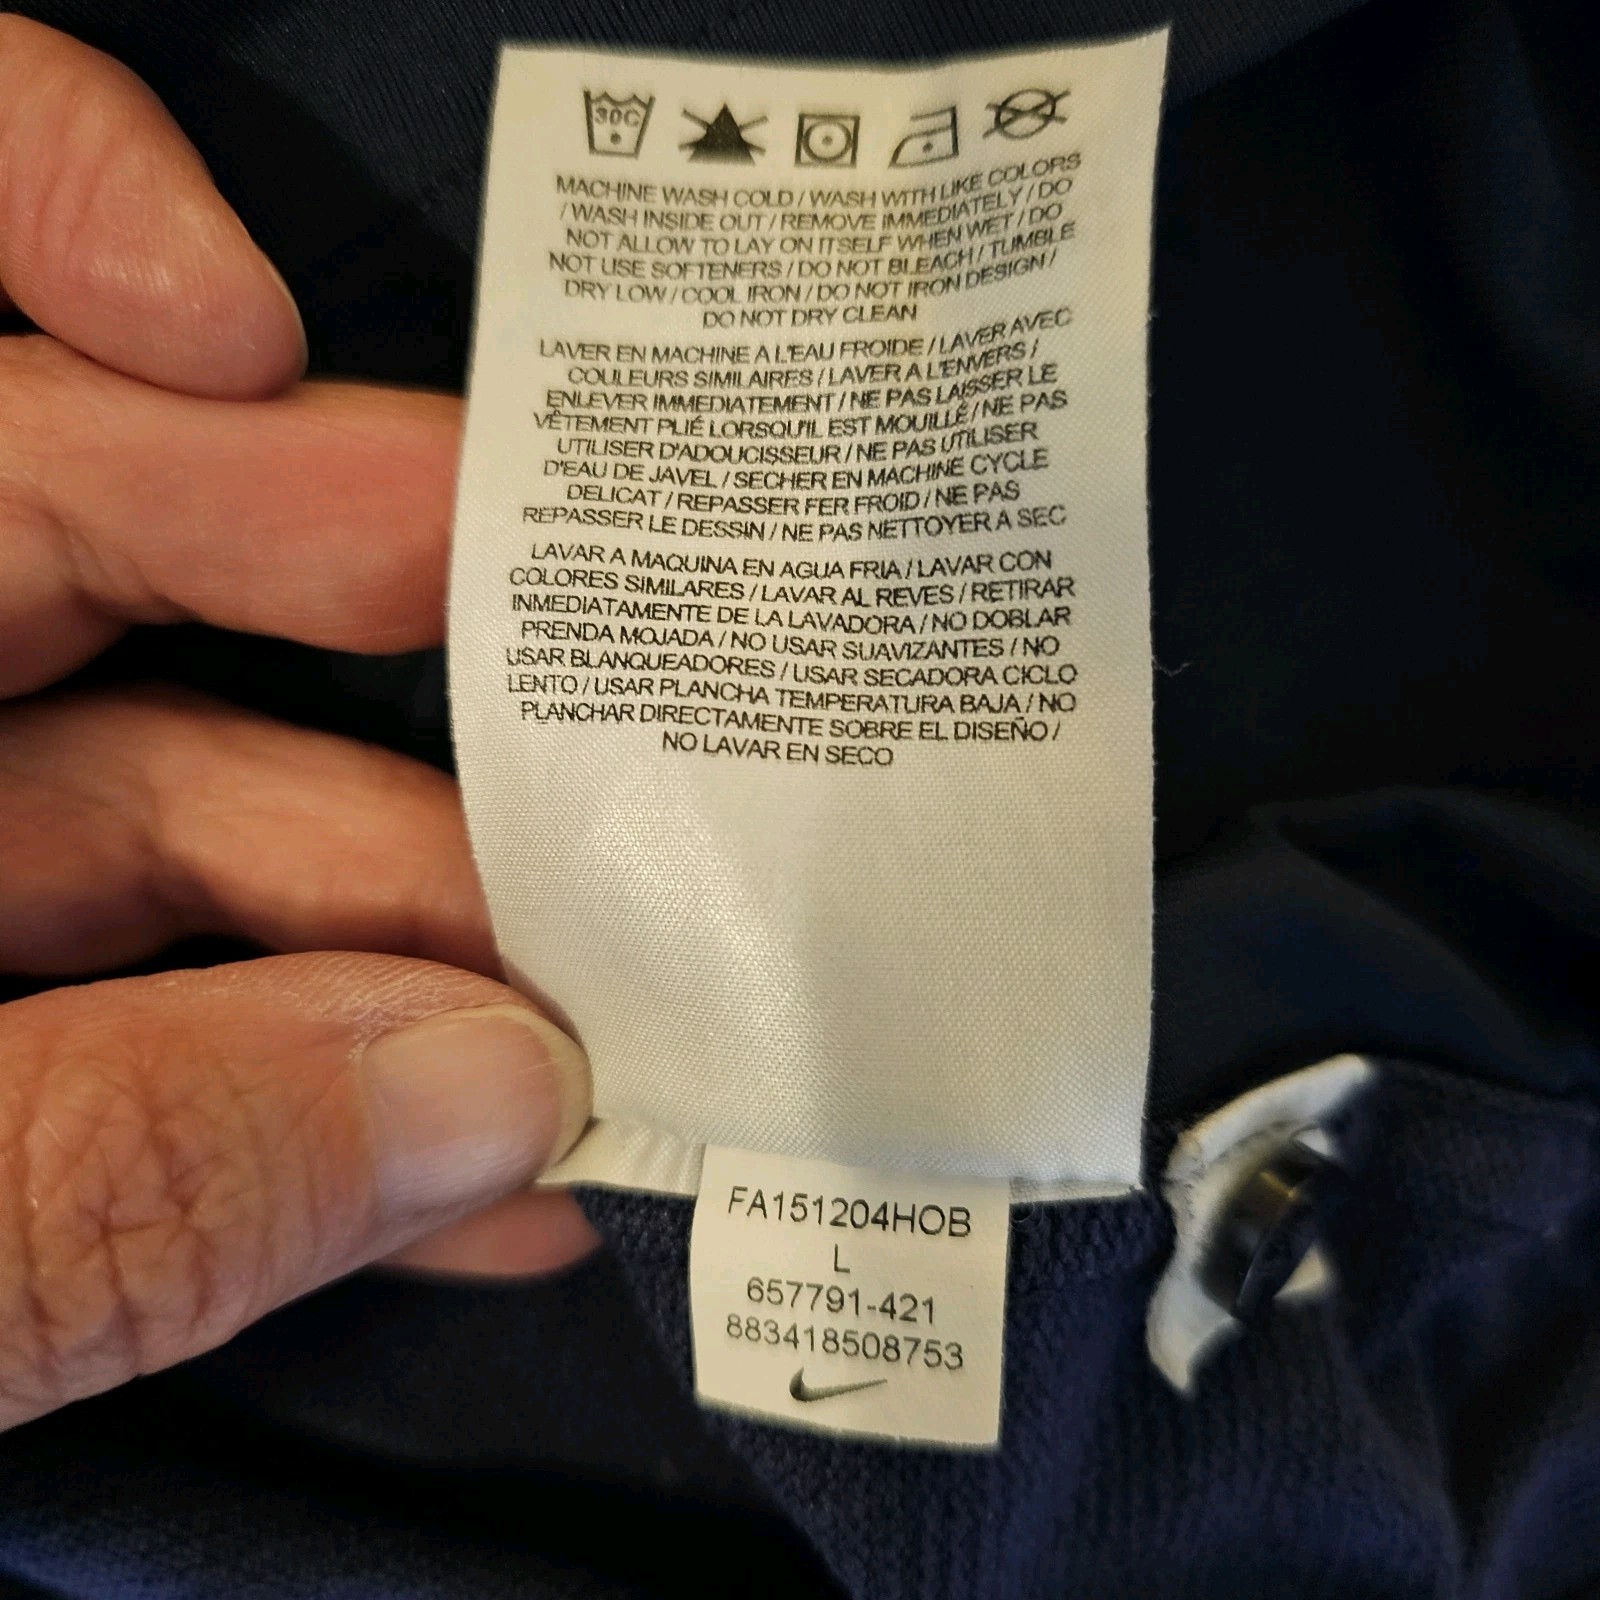 30C
MACHINE WASH COLD / WASH WITH LIKE COLORS
/ WASH INSIDE OUT / REMOVE IMMEDIATELY / DO
NOT ALLOW TO LAY ON ITSELF WHEN WET / DO
NOT USE SOFTENERS / DO NOT BLEACH / TUMBLE
DRY LOW / COOL IRON / DO NOT IRON DESIGN /
DO NOT DRY CLEAN
LAVER EN MACHINE A L'EAU FROIDE / LAVER AVEC
COULEURS SIMILAIRES / LAVER A L'ENVERS /
ENLEVER IMMEDIATEMENT / NE PAS LAISSER LE
VÊTEMENT PLIÉ LORSQU'IL EST MOUILLÉ / NE PAS
UTILISER D'ADOUCISSEUR / NE PAS UTILISER
D'EAU DE JAVEL / SECHER EN MACHINE CYCLE
DELICAT / REPASSER FER FROID / NE PAS
REPASSER LE DESSIN / NE PAS NETTOYER A SEC
LAVAR A MAQUINA EN AGUA FRIA / LAVAR CON
COLORES SIMILARES / LAVAR AL REVES / RETIRAR
INMEDIATAMENTE DE LA LAVADORA / NO DOBLAR
PRENDA MOJADA / NO USAR SUAVIZANTES / NO
USAR BLANQUEADORES / USAR SECADORA CICLO
LENTO / USAR PLANCHA TEMPERATURA BAJA / NO
PLANCHAR DIRECTAMENTE SOBRE EL DISEÑO /
NO LAVAR EN SECO
FA151204HOB
L
657791-421
883418508753